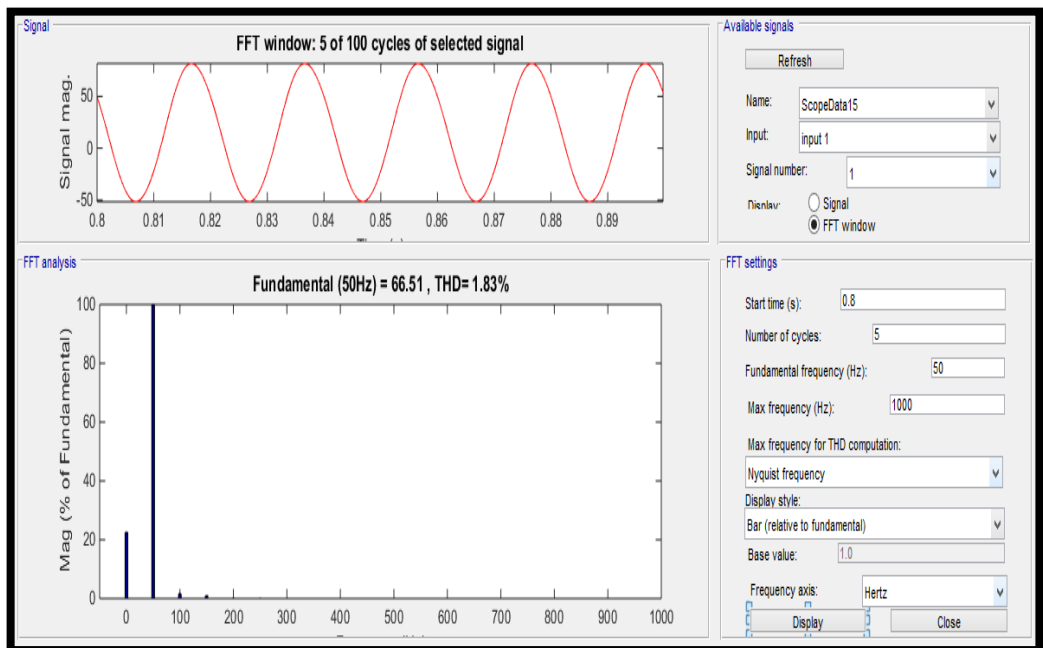 Signal
FFT window: 5 of 100 cycles of selected signal
Signal mag.
50
0
-50
0.8 0.81 0.82 0.83 0.84 0.85 0.86 0.87 0.88 0.89
FFT analysis
Fundamental (50Hz) = 66.51 , THD= 1.83%
Mag (% of Fundamental)
100
80
60
40
20
0
0 100 200 300 400 500 600 700 800 900 1000
Available signals
Refresh
Name: ScopeData15
Input: input 1
Signal number: 1
Display: Signal
FFT window
FFT settings
Start time (s): 0.8
Number of cycles: 5
Fundamental frequency (Hz): 50
Max frequency (Hz): 1000
Max frequency for THD computation:
Nyquist frequency
Display style:
Bar (relative to fundamental)
Base value: 1.0
Frequency axis: Hertz
Display Close